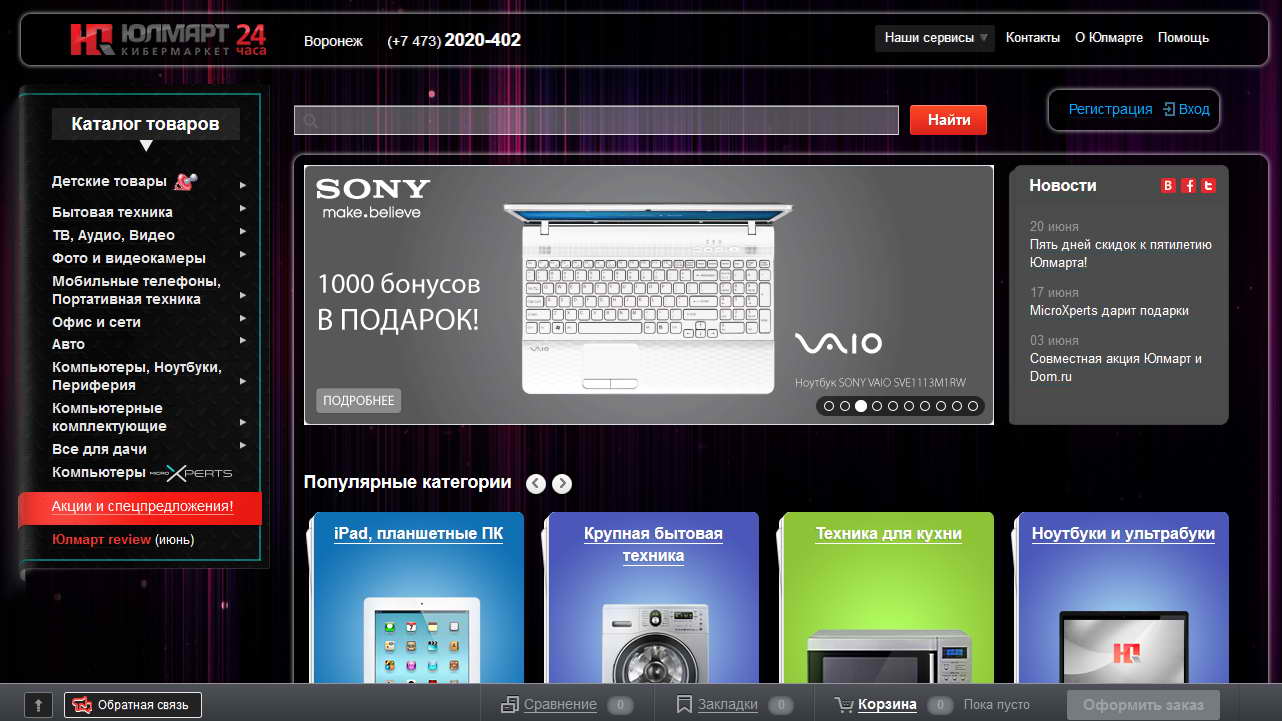 ЮЛМАРТ 24
КИБЕРМАРКЕТ часа
Воронеж (+7 473) 2020-402
Наши сервисы Контакты О Юлмарте Помощь
Каталог товаров
Детские товары
Бытовая техника
ТВ, Аудио, Видео
Фото и видеокамеры
Мобильные телефоны,
Портативная техника
Офис и сети
Авто
Компьютеры, Ноутбуки,
Периферия
Компьютерные
комплектующие
Все для дачи
Компьютеры MICROXPERTS
Акции и спецпредложения!
Юлмарт review (июнь)
Найти
Регистрация Вход
SONY
make.believe
1000 бонусов
В ПОДАРОК!
ПОДРОБНЕЕ
VAIO
VAIO
Ноутбук SONY VAIO SVE1113M1RW
Новости
20 июня
Пять дней скидок к пятилетию
Юлмарта!
17 июня
MicroXperts дарит подарки
03 июня
Совместная акция Юлмарт и
Dom.ru
Популярные категории
iPad, планшетные ПК
Крупная бытовая
техника
Техника для кухни
Ноутбуки и ультрабуки
Обратная связь
Сравнение 0
Закладки 0
Корзина 0 Пока пусто
Оформить заказ